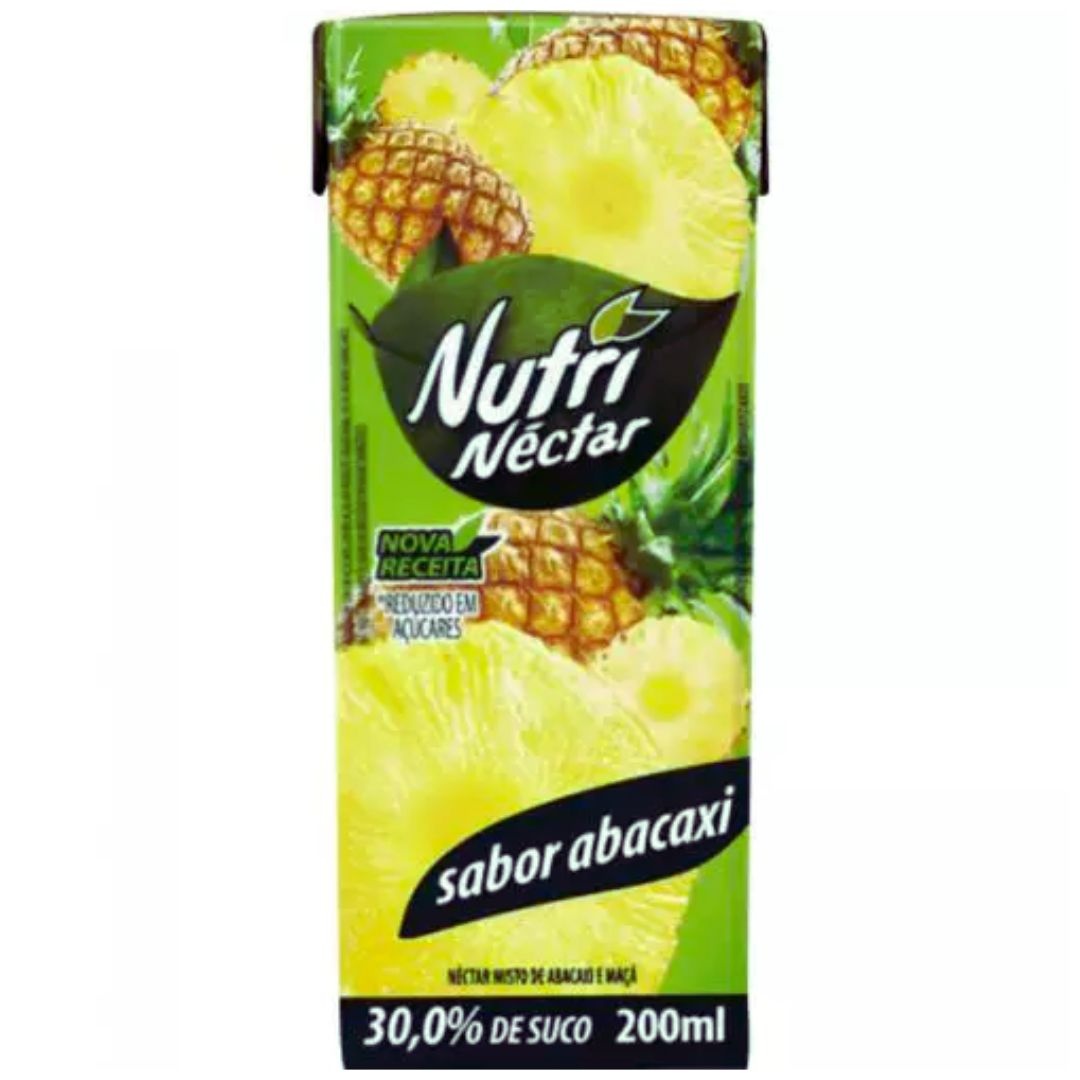 Nutri
Néctar
NOVA
RECEITA
*REDUZIDO EM
AÇÚCARES
sabor abacaxi
NÉCTAR MISTO DE ABACAXI E MAÇÃ
30,0% DE SUCO 200ml